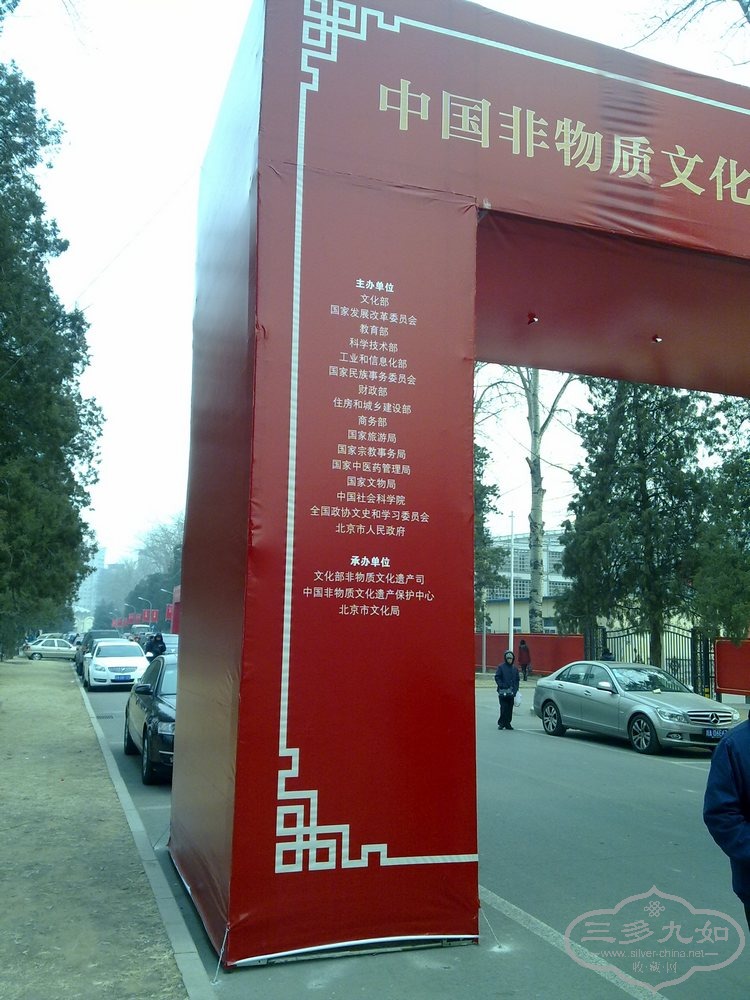 中国非物质文化
主办单位
文化部
国家发展改革委员会
教育部
科学技术部
工业和信息化部
国家民族事务委员会
财政部
住房和城乡建设部
商务部
国家旅游局
国家宗教事务局
国家中医药管理局
国家文物局
中国社会科学院
全国政协文史和学习委员会
北京市人民政府
承办单位
文化部非物质文化遗产司
中国非物质文化遗产保护中心
北京市文化局
三多九如
www.silver-china.net
收藏网